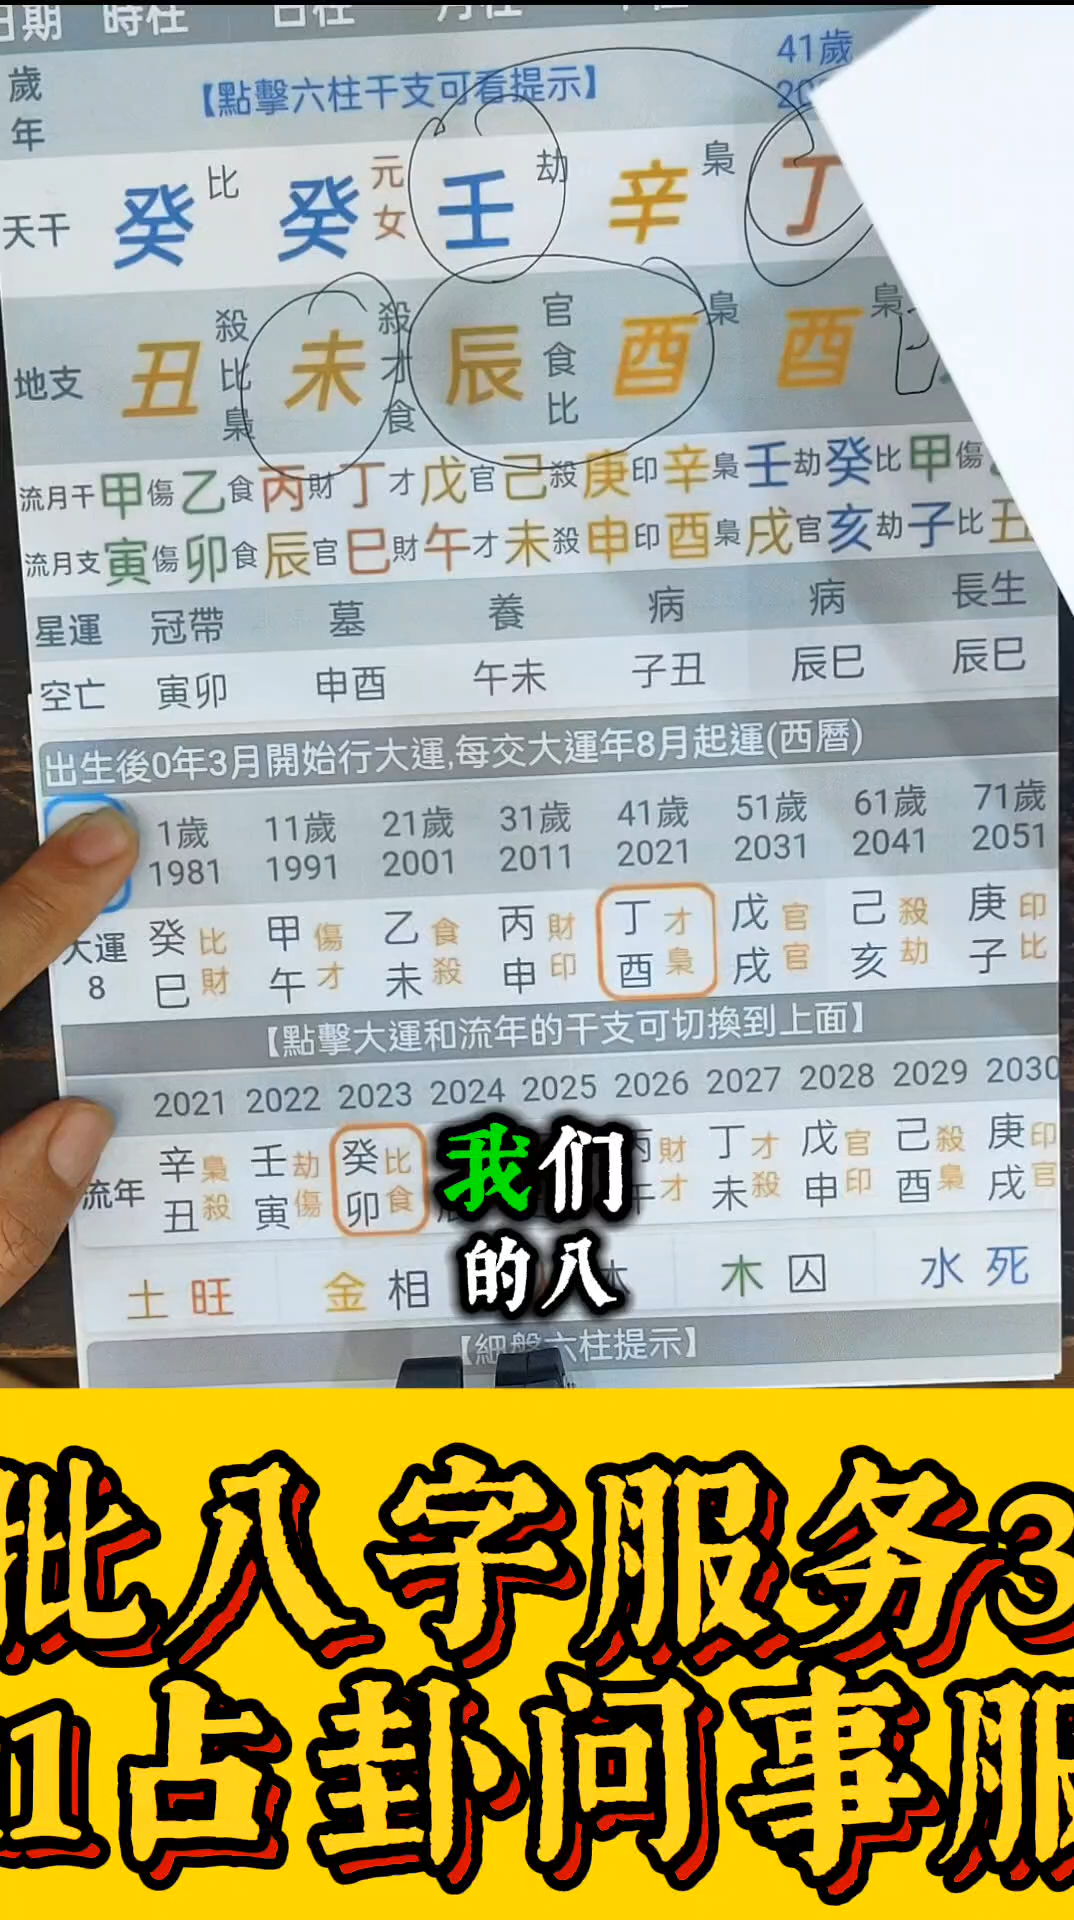 日期 時柱 日柱 月柱
歲 【點擊六柱干支可看提示】 41歲
年
天干 癸 比 癸 元女 壬 劫 辛 梟 丁
地支 丑 殺比梟 未 殺才食 辰 官食比 酉 梟 酉 梟
流月干 甲傷 乙食 丙財 丁才 戊官 己殺 庚印 辛梟 壬劫 癸比 甲傷
流月支 寅傷 卯食 辰官 巳財 午才 未殺 申印 酉梟 戌官 亥劫 子比 丑
星運 冠帶 墓 養 病 病 長生
空亡 寅卯 申酉 午未 子丑 辰巳 辰巳
出生後0年3月開始行大運,每交大運年8月起運(西曆)
1歲 11歲 21歲 31歲 41歲 51歲 61歲 71歲
1981 1991 2001 2011 2021 2031 2041 2051
大運 癸比 甲傷 乙食 丙財 丁才 戊官 己殺 庚印
8 巳財 午才 未殺 申印 酉梟 戌官 亥劫 子比
【點擊大運和流年的干支可切換到上面】
2021 2022 2023 2024 2025 2026 2027 2028 2029 2030
流年 辛梟 壬劫 癸比 財 丁才 戊官 己殺 庚印
丑殺 寅傷 卯食 才 未殺 申印 酉梟 戌官
我们
的八
土 旺 金 相 木 囚 水 死
【細盤六柱提示】
批八字服务3
1占卦问事服